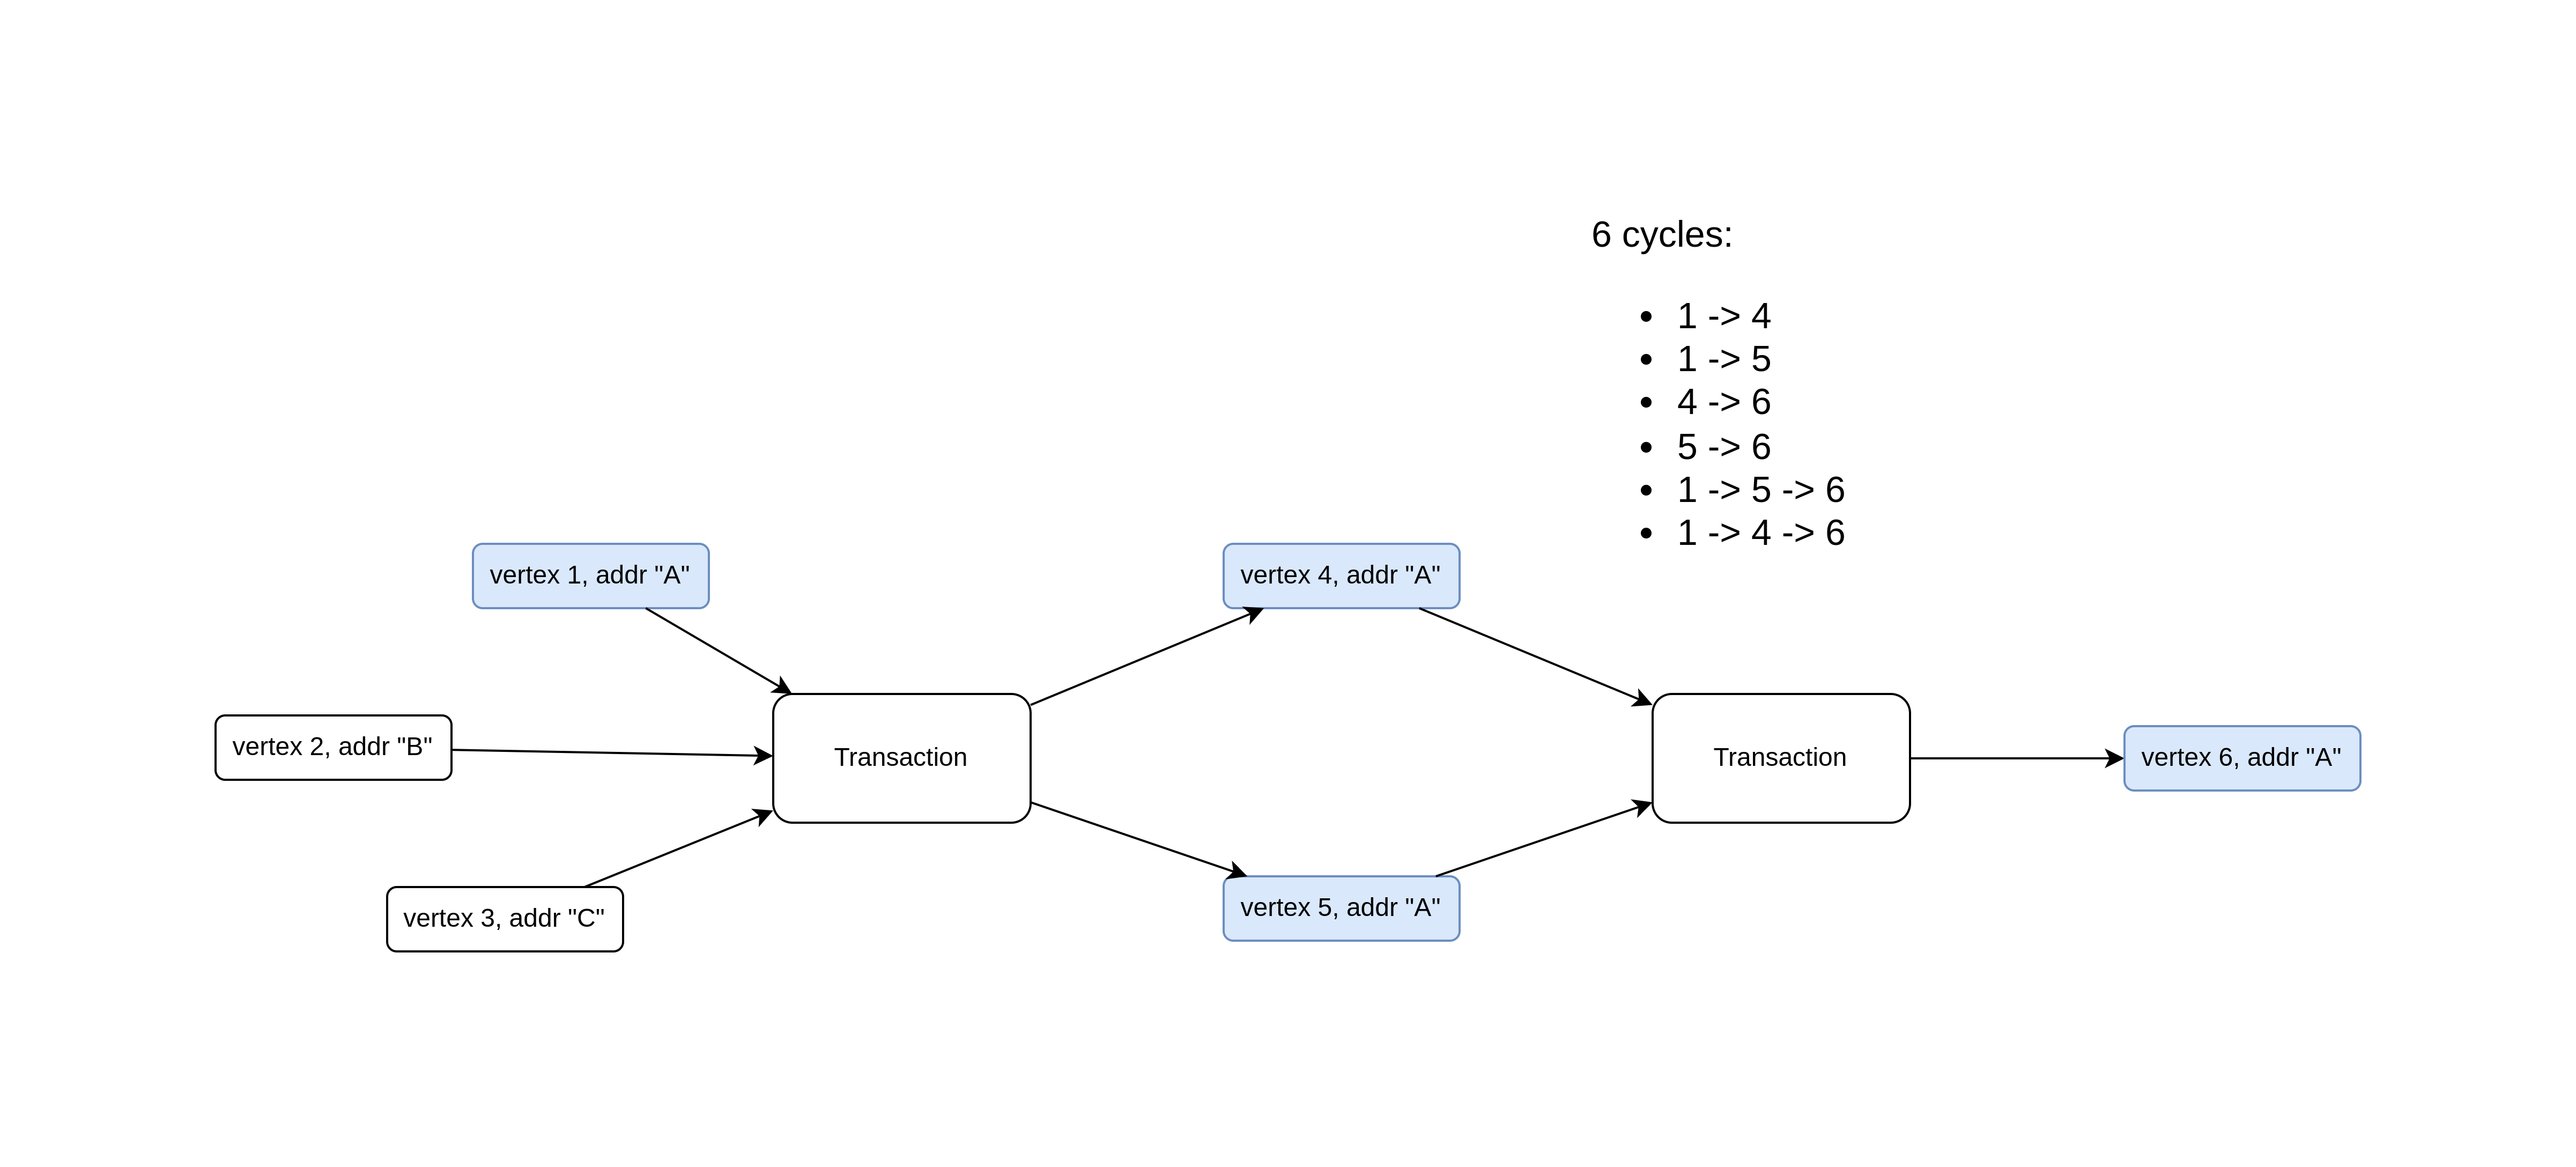 6 cycles:
1 -> 4
1 -> 5
4 -> 6
5 -> 6
1 -> 5 -> 6
1 -> 4 -> 6
vertex 1, addr "A"
vertex 4, addr "A"
vertex 2, addr "B"
Transaction
Transaction
vertex 6, addr "A"
vertex 3, addr "C"
vertex 5, addr "A"